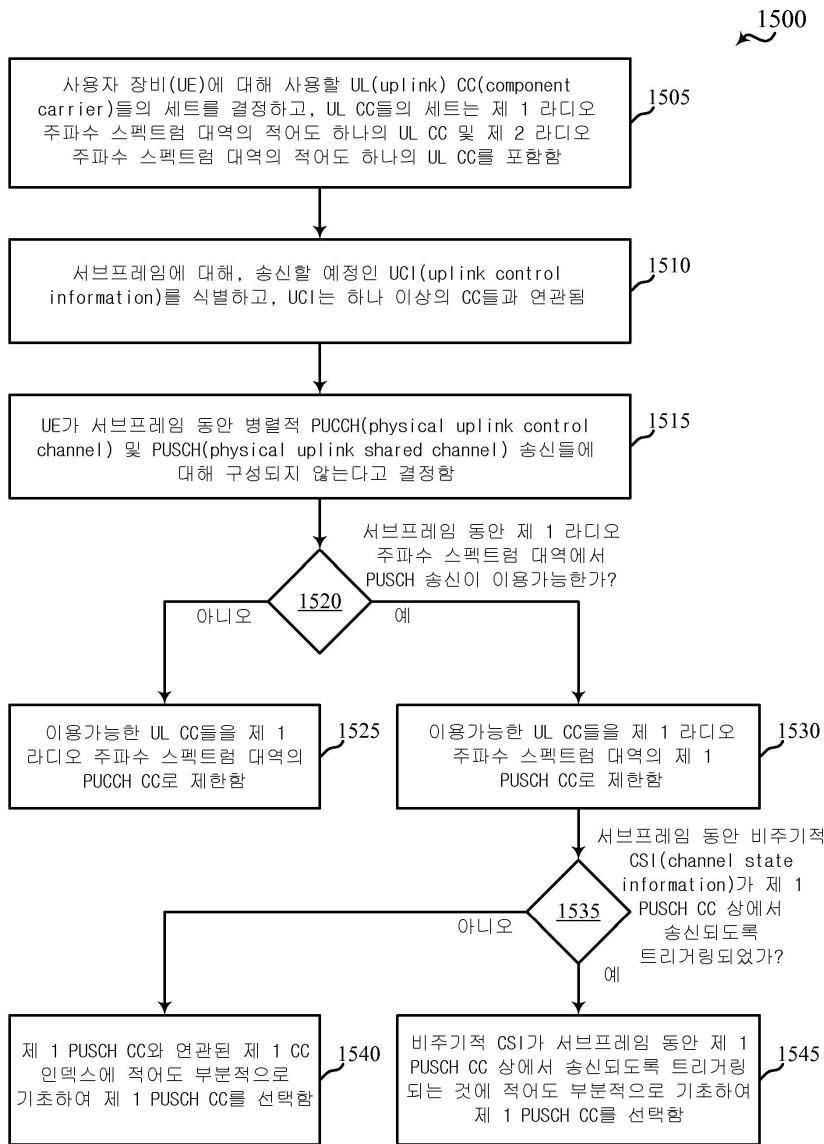 1500
사용자 장비(UE)에 대해 사용할 UL(uplink) CC(component
carrier)들의 세트를 결정하고, UL CC들의 세트는 제 1 라디오
주파수 스펙트럼 대역의 적어도 하나의 UL CC 및 제 2 라디오
주파수 스펙트럼 대역의 적어도 하나의 UL CC를 포함함
1505
서브프레임에 대해, 송신할 예정인 UCI(uplink control
information)를 식별하고, UCI는 하나 이상의 CC들과 연관됨
1510
UE가 서브프레임 동안 병렬적 PUCCH(physical uplink control
channel) 및 PUSCH(physical uplink shared channel) 송신들에
대해 구성되지 않는다고 결정함
1515
서브프레임 동안 제 1 라디오
주파수 스펙트럼 대역에서
PUSCH 송신이 이용가능한가?
1520
아니오
예
이용가능한 UL CC들을 제 1
라디오 주파수 스펙트럼 대역의
PUCCH CC로 제한함
1525
이용가능한 UL CC들을 제 1 라디오
주파수 스펙트럼 대역의 제 1
PUSCH CC로 제한함
1530
서브프레임 동안 비주기적
CSI(channel state
information)가 제 1
PUSCH CC 상에서
송신되도록
트리거링되었가?
1535
아니오
예
제 1 PUSCH CC와 연관된 제 1 CC
인덱스에 적어도 부분적으로
기초하여 제 1 PUSCH CC를 선택함
1540
비주기적 CSI가 서브프레임 동안 제 1
PUSCH CC 상에서 송신되도록 트리거링
되는 것에 적어도 부분적으로 기초하여
제 1 PUSCH CC를 선택함
1545